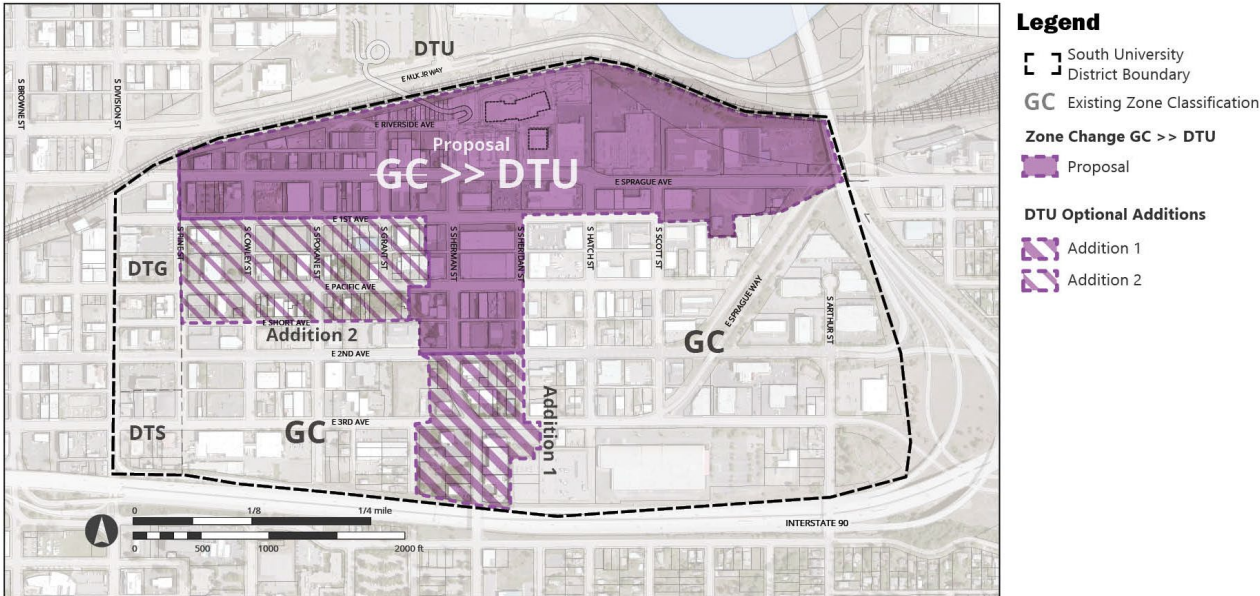 DTU
E MLK JR WAY
S BROWNE ST
S DIVISION ST
E RIVERSIDE AVE
Proposal
GC >> DTU
E SPRAGUE AVE
E 1ST AVE
S PINE ST
S COWLEY ST
S SPOKANE ST
S GRANT ST
S SHERMAN ST
S SHERIDAN ST
S HATCH ST
S SCOTT ST
DTG
E PACIFIC AVE
E SPRAGUE WAY
S ARTHUR ST
E SHORT AVE
Addition 2
GC
E 2ND AVE
Addition 1
DTS
GC
E 3RD AVE
0 1/8 1/4 mile
0 500 1000 2000 ft
INTERSTATE 90
Legend
South University
District Boundary
GC Existing Zone Classification
Zone Change GC >> DTU
Proposal
DTU Optional Additions
Addition 1
Addition 2